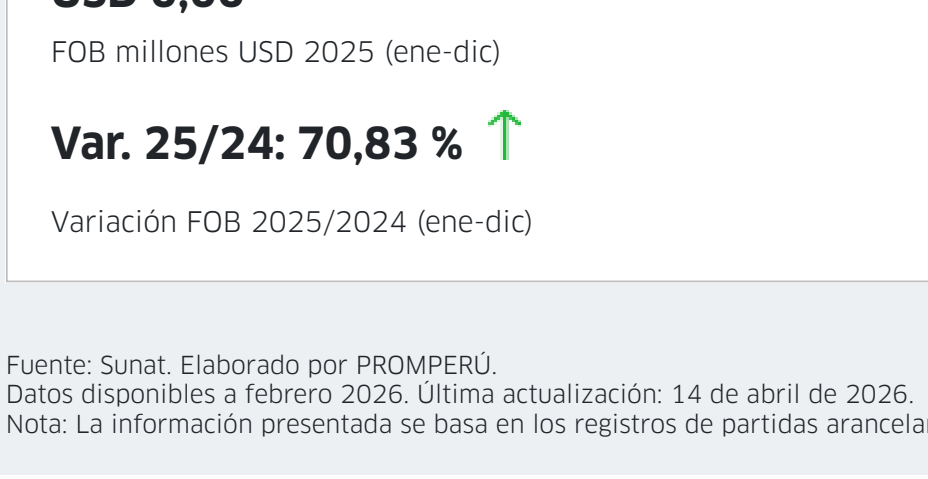 FOB millones USD 2025 (ene-dic)
Var. 25/24: 70,83 %
Variación FOB 2025/2024 (ene-dic)
Fuente: Sunat. Elaborado por PROMPERÚ.
Datos disponibles a febrero 2026. Última actualización: 14 de abril de 2026.
Nota: La información presentada se basa en los registros de partidas